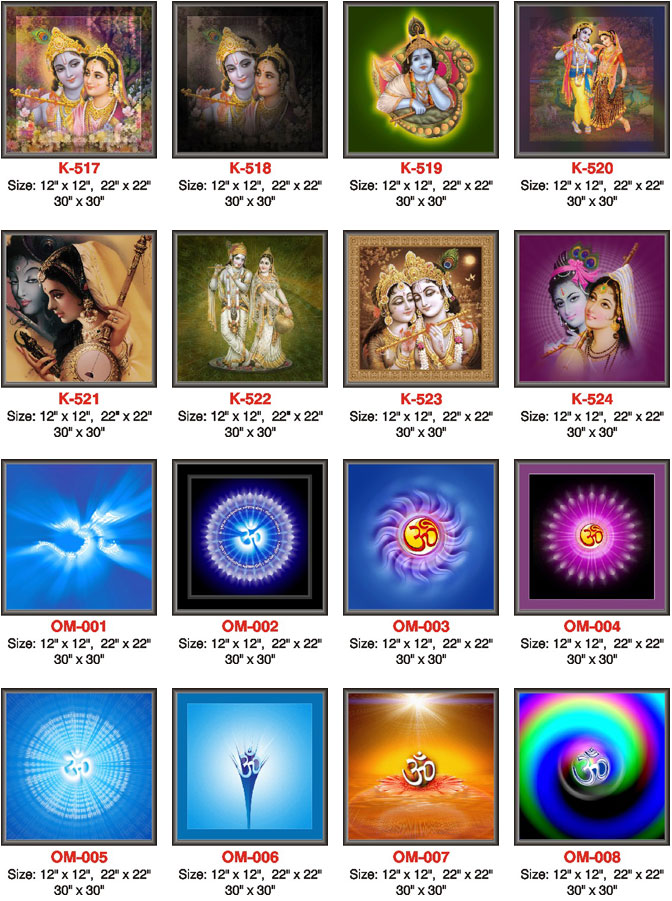 K-517
Size: 12" x 12",  22" x 22"
30" x 30"
K-518
Size: 12" x 12",  22" x 22"
30" x 30"
K-519
Size: 12" x 12",  22" x 22"
30" x 30"
K-520
Size: 12" x 12",  22" x 22"
30" x 30"
K-521
Size: 12" x 12",  22" x 22"
30" x 30"
K-522
Size: 12" x 12",  22" x 22"
30" x 30"
K-523
Size: 12" x 12",  22" x 22"
30" x 30"
K-524
Size: 12" x 12",  22" x 22"
30" x 30"
OM-001
Size: 12" x 12",  22" x 22"
30" x 30"
ॐ
OM-002
Size: 12" x 12",  22" x 22"
30" x 30"
ॐ
OM-003
Size: 12" x 12",  22" x 22"
30" x 30"
ॐ
OM-004
Size: 12" x 12",  22" x 22"
30" x 30"
ॐ
OM-005
Size: 12" x 12",  22" x 22"
30" x 30"
ॐ
OM-006
Size: 12" x 12",  22" x 22"
30" x 30"
ॐ
OM-007
Size: 12" x 12",  22" x 22"
30" x 30"
ॐ
OM-008
Size: 12" x 12",  22" x 22"
30" x 30"